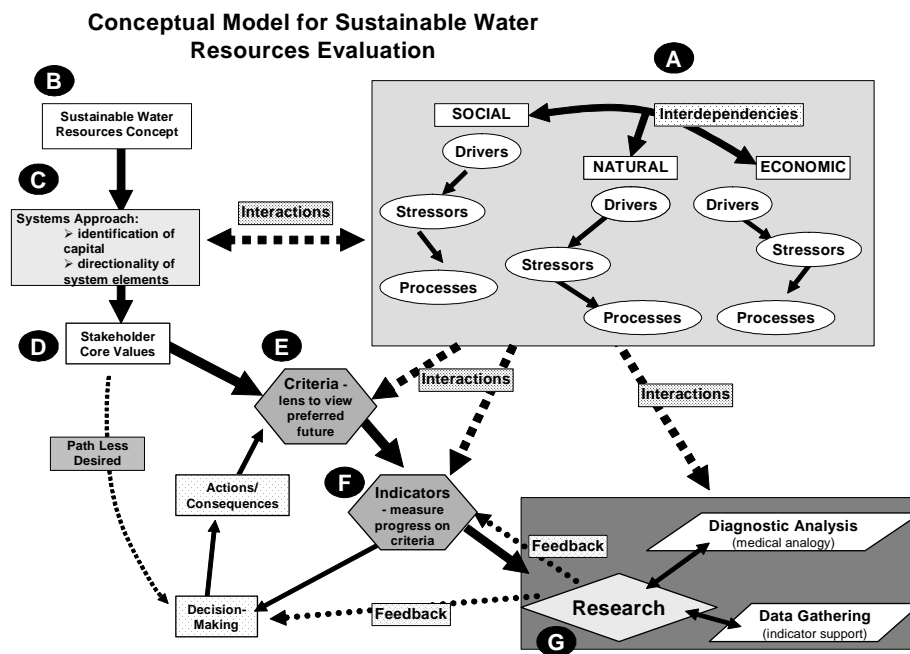 Conceptual Model for Sustainable Water
Resources Evaluation
A
B
Sustainable Water
Resources Concept
SOCIAL
Interdependencies
Drivers
NATURAL
ECONOMIC
C
Systems Approach:
➢ identification of
capital
➢ directionality of
system elements
Interactions
Stressors
Drivers
Drivers
Stressors
Stressors
Processes
Processes
Processes
D
Stakeholder
Core Values
E
Criteria -
lens to view
preferred
future
Interactions
Interactions
Path Less
Desired
Actions/
Consequences
F
Indicators
- measure
progress on
criteria
Diagnostic Analysis
(medical analogy)
Feedback
Decision-
Making
Feedback
Research
Data Gathering
(indicator support)
G